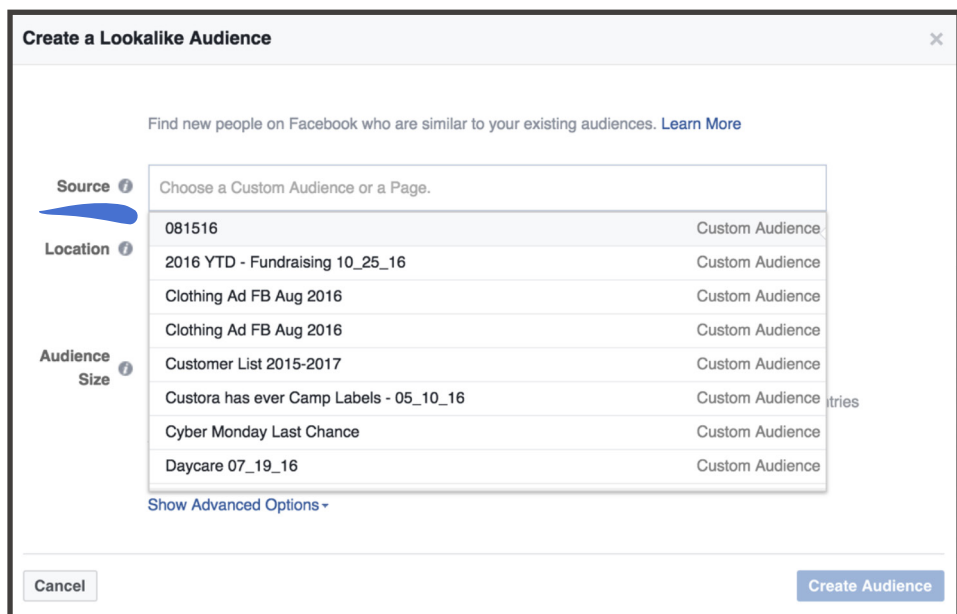 Create a Lookalike Audience ×
Find new people on Facebook who are similar to your existing audiences. Learn More
Source Choose a Custom Audience or a Page.
081516 Custom Audience
Location
2016 YTD - Fundraising 10_25_16 Custom Audience
Clothing Ad FB Aug 2016 Custom Audience
Clothing Ad FB Aug 2016 Custom Audience
Audience Size
Customer List 2015-2017 Custom Audience
Custora has ever Camp Labels - 05_10_16 Custom Audience
Cyber Monday Last Chance Custom Audience
Daycare 07_19_16 Custom Audience
Show Advanced Options
Cancel Create Audience